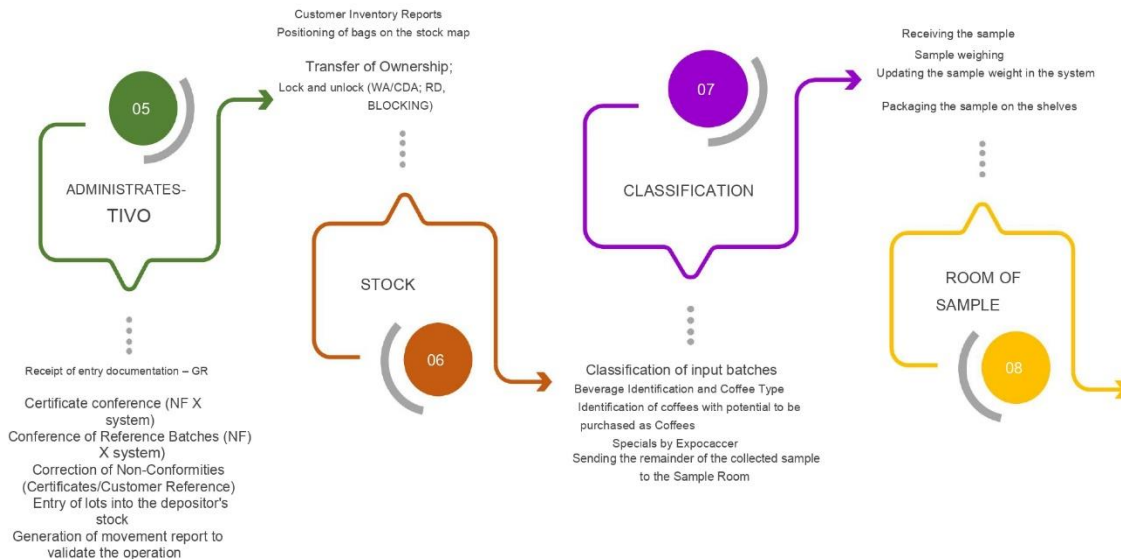 05
ADMINISTRATES-
TIVO
Receipt of entry documentation – GR
Certificate conference (NF X
system)
Conference of Reference Batches (NF)
X system)
Correction of Non-Conformities
(Certificates/Customer Reference)
Entry of lots into the depositor's
stock
Generation of movement report to
validate the operation
Customer Inventory Reports
Positioning of bags on the stock map
Transfer of Ownership;
Lock and unlock (WA/CDA; RD,
BLOCKING)
STOCK
06
07
CLASSIFICATION
Classification of input batches
Beverage Identification and Coffee Type
Identification of coffees with potential to be
purchased as Coffees
Specials by Expocaccer
Sending the remainder of the collected sample
to the Sample Room
Receiving the sample
Sample weighing
Updating the sample weight in the system
Packaging the sample on the shelves
ROOM OF
SAMPLE
08